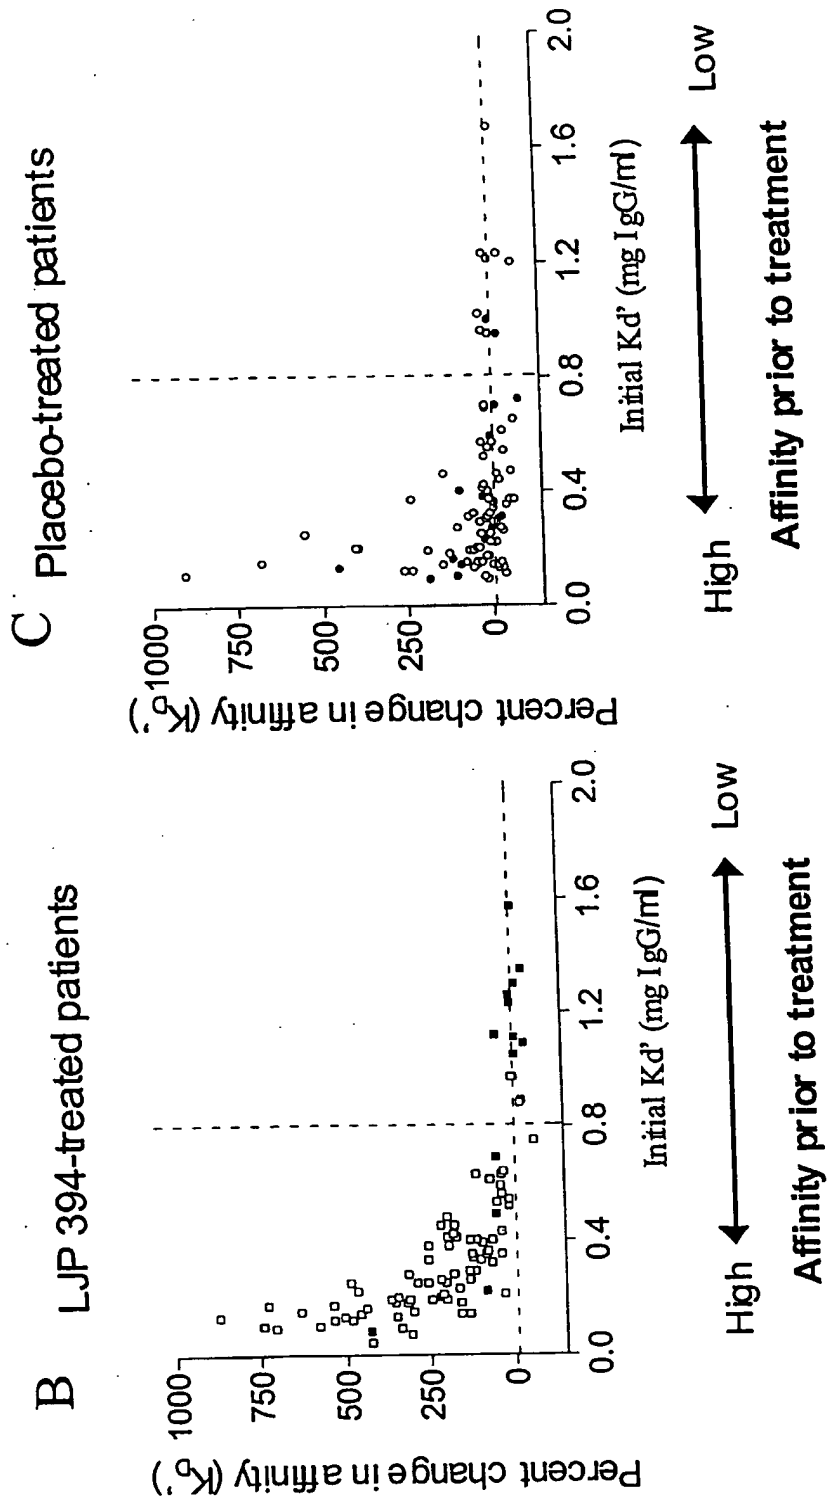 B LJP 394-treated patients
Percent change in affinity (KD')
1000
750
500
250
0
0.0 0.4 0.8 1.2 1.6 2.0
Initial Kd' (mg IgG/ml)
High Low
Affinity prior to treatment
C Placebo-treated patients
Percent change in affinity (KD')
1000
750
500
250
0
0.0 0.4 0.8 1.2 1.6 2.0
Initial Kd' (mg IgG/ml)
High Low
Affinity prior to treatment